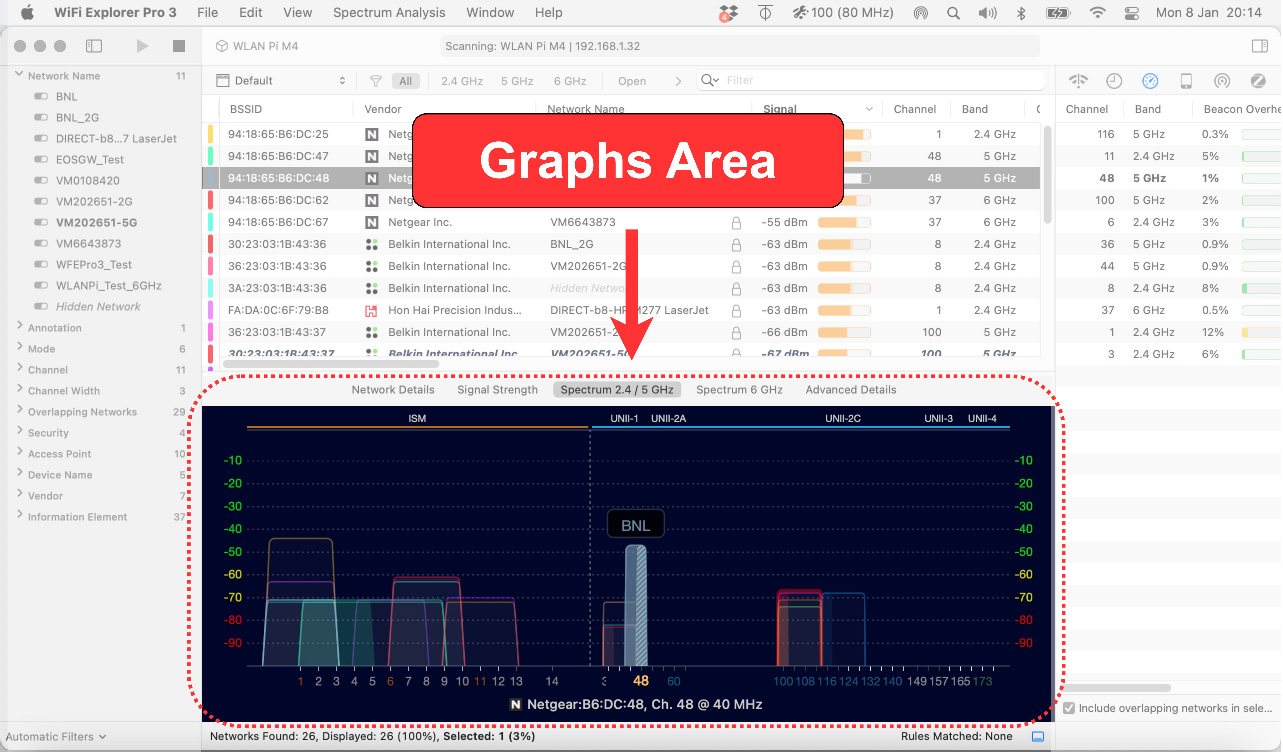 WiFi Explorer Pro 3 File Edit View Spectrum Analysis Window Help 4 100 (80 MHz) Mon 8 Jan 20:14
WLAN Pi M4 Scanning: WLAN Pi M4 | 192.168.1.32
Network Name 11
BNL
BNL_2G
DIRECT-b8...7 LaserJet
EOSGW_Test
VM0108420
VM202651-2G
VM202651-5G
VM6643873
WFEPro3_Test
WLANPi_Test_6GHz
Hidden Network
Annotation 1
Mode 6
Channel 11
Channel Width 3
Overlapping Networks 29
Security 4
Access Point 10
Device Name 5
Vendor 7
Information Element 37
Automatic Filters
Default All 2.4 GHz 5 GHz 6 GHz Open Filter
BSSID Vendor Network Name Signal Channel Band
94:18:65:B6:DC:25 N 1 2.4 GHz
94:18:65:B6:DC:47 N 48 5 GHz
94:18:65:B6:DC:48 N 48 5 GHz
94:18:65:B6:DC:62 N 37 6 GHz
94:18:65:B6:DC:67 N Netgear Inc. VM6643873 -55 dBm 37 6 GHz
30:23:03:1B:43:36 Belkin International Inc. BNL_2G -63 dBm 8 2.4 GHz
36:23:03:1B:43:36 Belkin International Inc. VM202651-2G -63 dBm 8 2.4 GHz
3A:23:03:1B:43:36 Belkin International Inc. Hidden -63 dBm 8 2.4 GHz
FA:DA:0C:6F:79:B8 Hon Hai Precision Indus... DIRECT-b8-HP M277 LaserJet -63 dBm 1 2.4 GHz
36:23:03:1B:43:37 Belkin International Inc. -66 dBm 100 5 GHz
30:23:03:1B:43:37 Belkin International Inc. -67 dBm 100 5 GHz
Graphs Area
Channel Band Beacon Overhe
116 5 GHz 0.3%
11 2.4 GHz 5%
48 5 GHz 1%
100 5 GHz 2%
6 2.4 GHz 3%
36 5 GHz 0.9%
44 5 GHz 0.9%
8 2.4 GHz 8%
37 6 GHz 0.5%
1 2.4 GHz 12%
3 2.4 GHz 6%
Include overlapping networks in sele...
Network Details Signal Strength Spectrum 2.4 / 5 GHz Spectrum 6 GHz Advanced Details
ISM UNII-1 UNII-2A UNII-2C UNII-3 UNII-4
-10 -10
-20 -20
-30 -30
-40 -40
BNL
-50 -50
-60 -60
-70 -70
-80 -80
-90 -90
1 2 3 4 5 6 7 8 9 10 11 12 13 14 48 60 100 108 116 124 132 140 149 157 165 173
N Netgear:B6:DC:48, Ch. 48 @ 40 MHz
Networks Found: 26, Displayed: 26 (100%), Selected: 1 (3%) Rules Matched: None